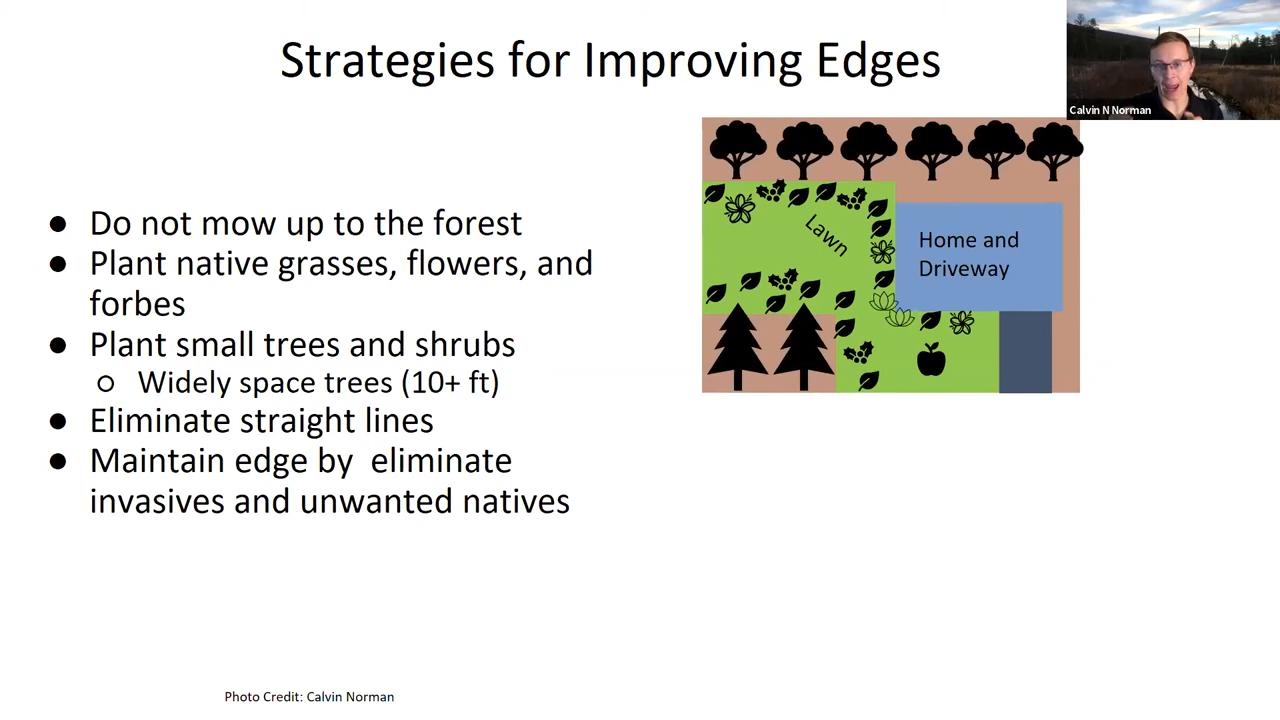 Strategies for Improving Edges
Calvin N Norman
● Do not mow up to the forest
● Plant native grasses, flowers, and
forbes
● Plant small trees and shrubs
○ Widely space trees (10+ ft)
● Eliminate straight lines
● Maintain edge by  eliminate
invasives and unwanted natives
Lawn
Home and
Driveway
Photo Credit: Calvin Norman